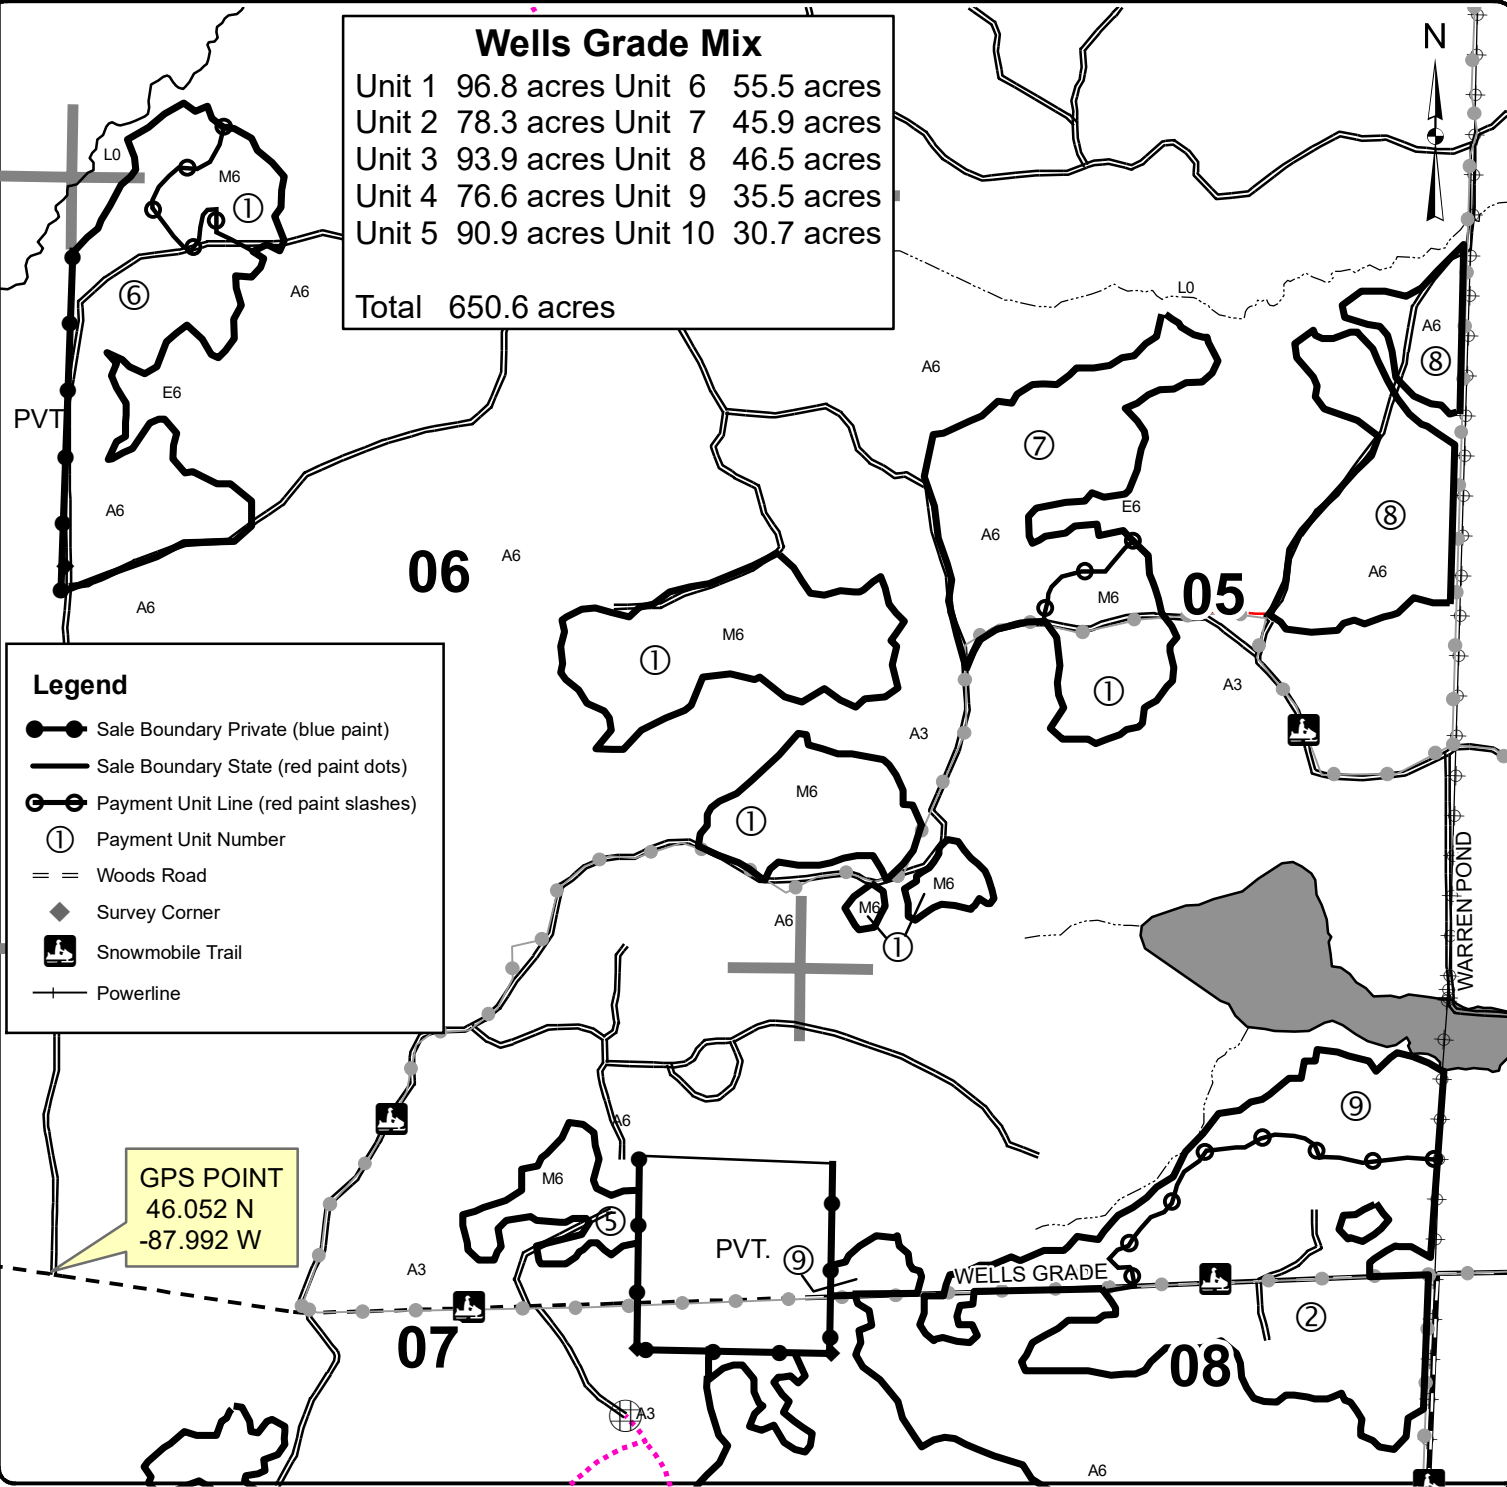 Wells Grade Mix
Unit 1 96.8 acres Unit 6 55.5 acres
Unit 2 78.3 acres Unit 7 45.9 acres
Unit 3 93.9 acres Unit 8 46.5 acres
Unit 4 76.6 acres Unit 9 35.5 acres
Unit 5 90.9 acres Unit 10 30.7 acres
Total 650.6 acres
N
L0
M6
①
⑥
A6
E6
PVT
A6
A6
06
A6
L0
A6
A6
⑧
⑦
E6
A6
⑧
A6
M6
05
①
A3
M6
①
A3
M6
①
M6
M6
A6
①
WARREN POND
Legend
Sale Boundary Private (blue paint)
Sale Boundary State (red paint dots)
Payment Unit Line (red paint slashes)
① Payment Unit Number
Woods Road
Survey Corner
Snowmobile Trail
Powerline
GPS POINT
46.052 N
-87.992 W
A6
M6
⑤
A3
PVT.
⑨
WELLS GRADE
⑨
②
07
08
A3
A6